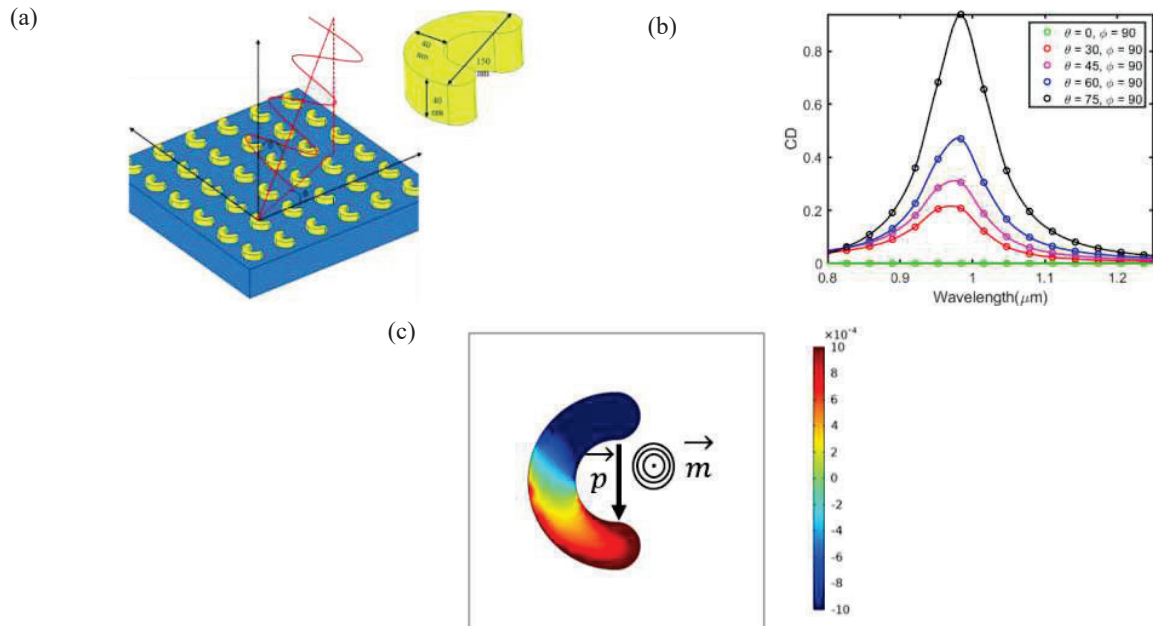 (a)
40
nm
150
nm
40
nm
θ
(b)
CD
0.8
0.6
0.4
0.2
0
θ = 0, ϕ = 90
θ = 30, ϕ = 90
θ = 45, ϕ = 90
θ = 60, ϕ = 90
θ = 75, ϕ = 90
0.8 0.9 1 1.1 1.2
Wavelength(μm)
(c)
p
m
×10⁻⁴
10
8
6
4
2
0
-2
-4
-6
-8
-10